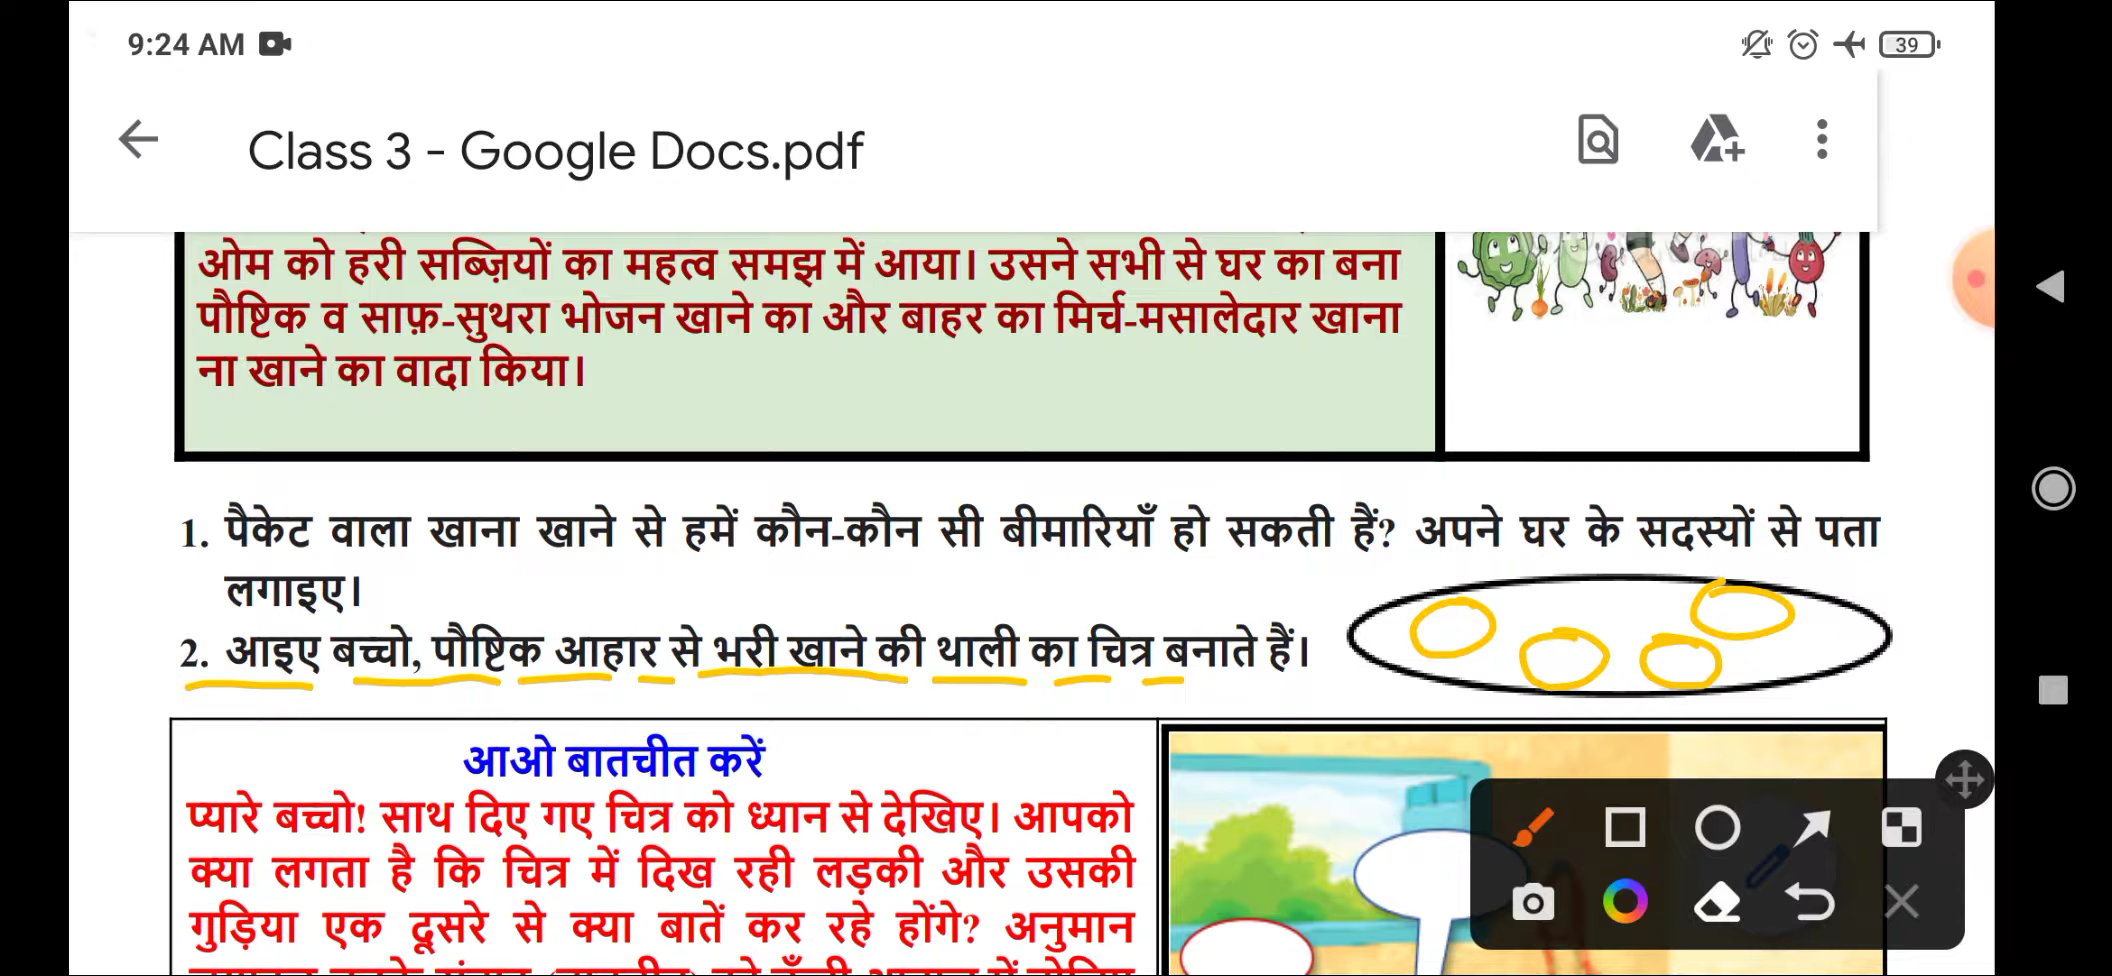 9:24 AM
39
Class 3 - Google Docs.pdf
ओम को हरी सब्ज़ियों का महत्व समझ में आया। उसने सभी से घर का बना
पौष्टिक व साफ़-सुथरा भोजन खाने का और बाहर का मिर्च-मसालेदार खाना
ना खाने का वादा किया।
1. पैकेट वाला खाना खाने से हमें कौन-कौन सी बीमारियाँ हो सकती हैं? अपने घर के सदस्यों से पता
लगाइए।
2. आइए बच्चो, पौष्टिक आहार से भरी खाने की थाली का चित्र बनाते हैं।
आओ बातचीत करें
प्यारे बच्चो! साथ दिए गए चित्र को ध्यान से देखिए। आपको
क्या लगता है कि चित्र में दिख रही लड़की और उसकी
गुड़िया एक दूसरे से क्या बातें कर रहे होंगे? अनुमान